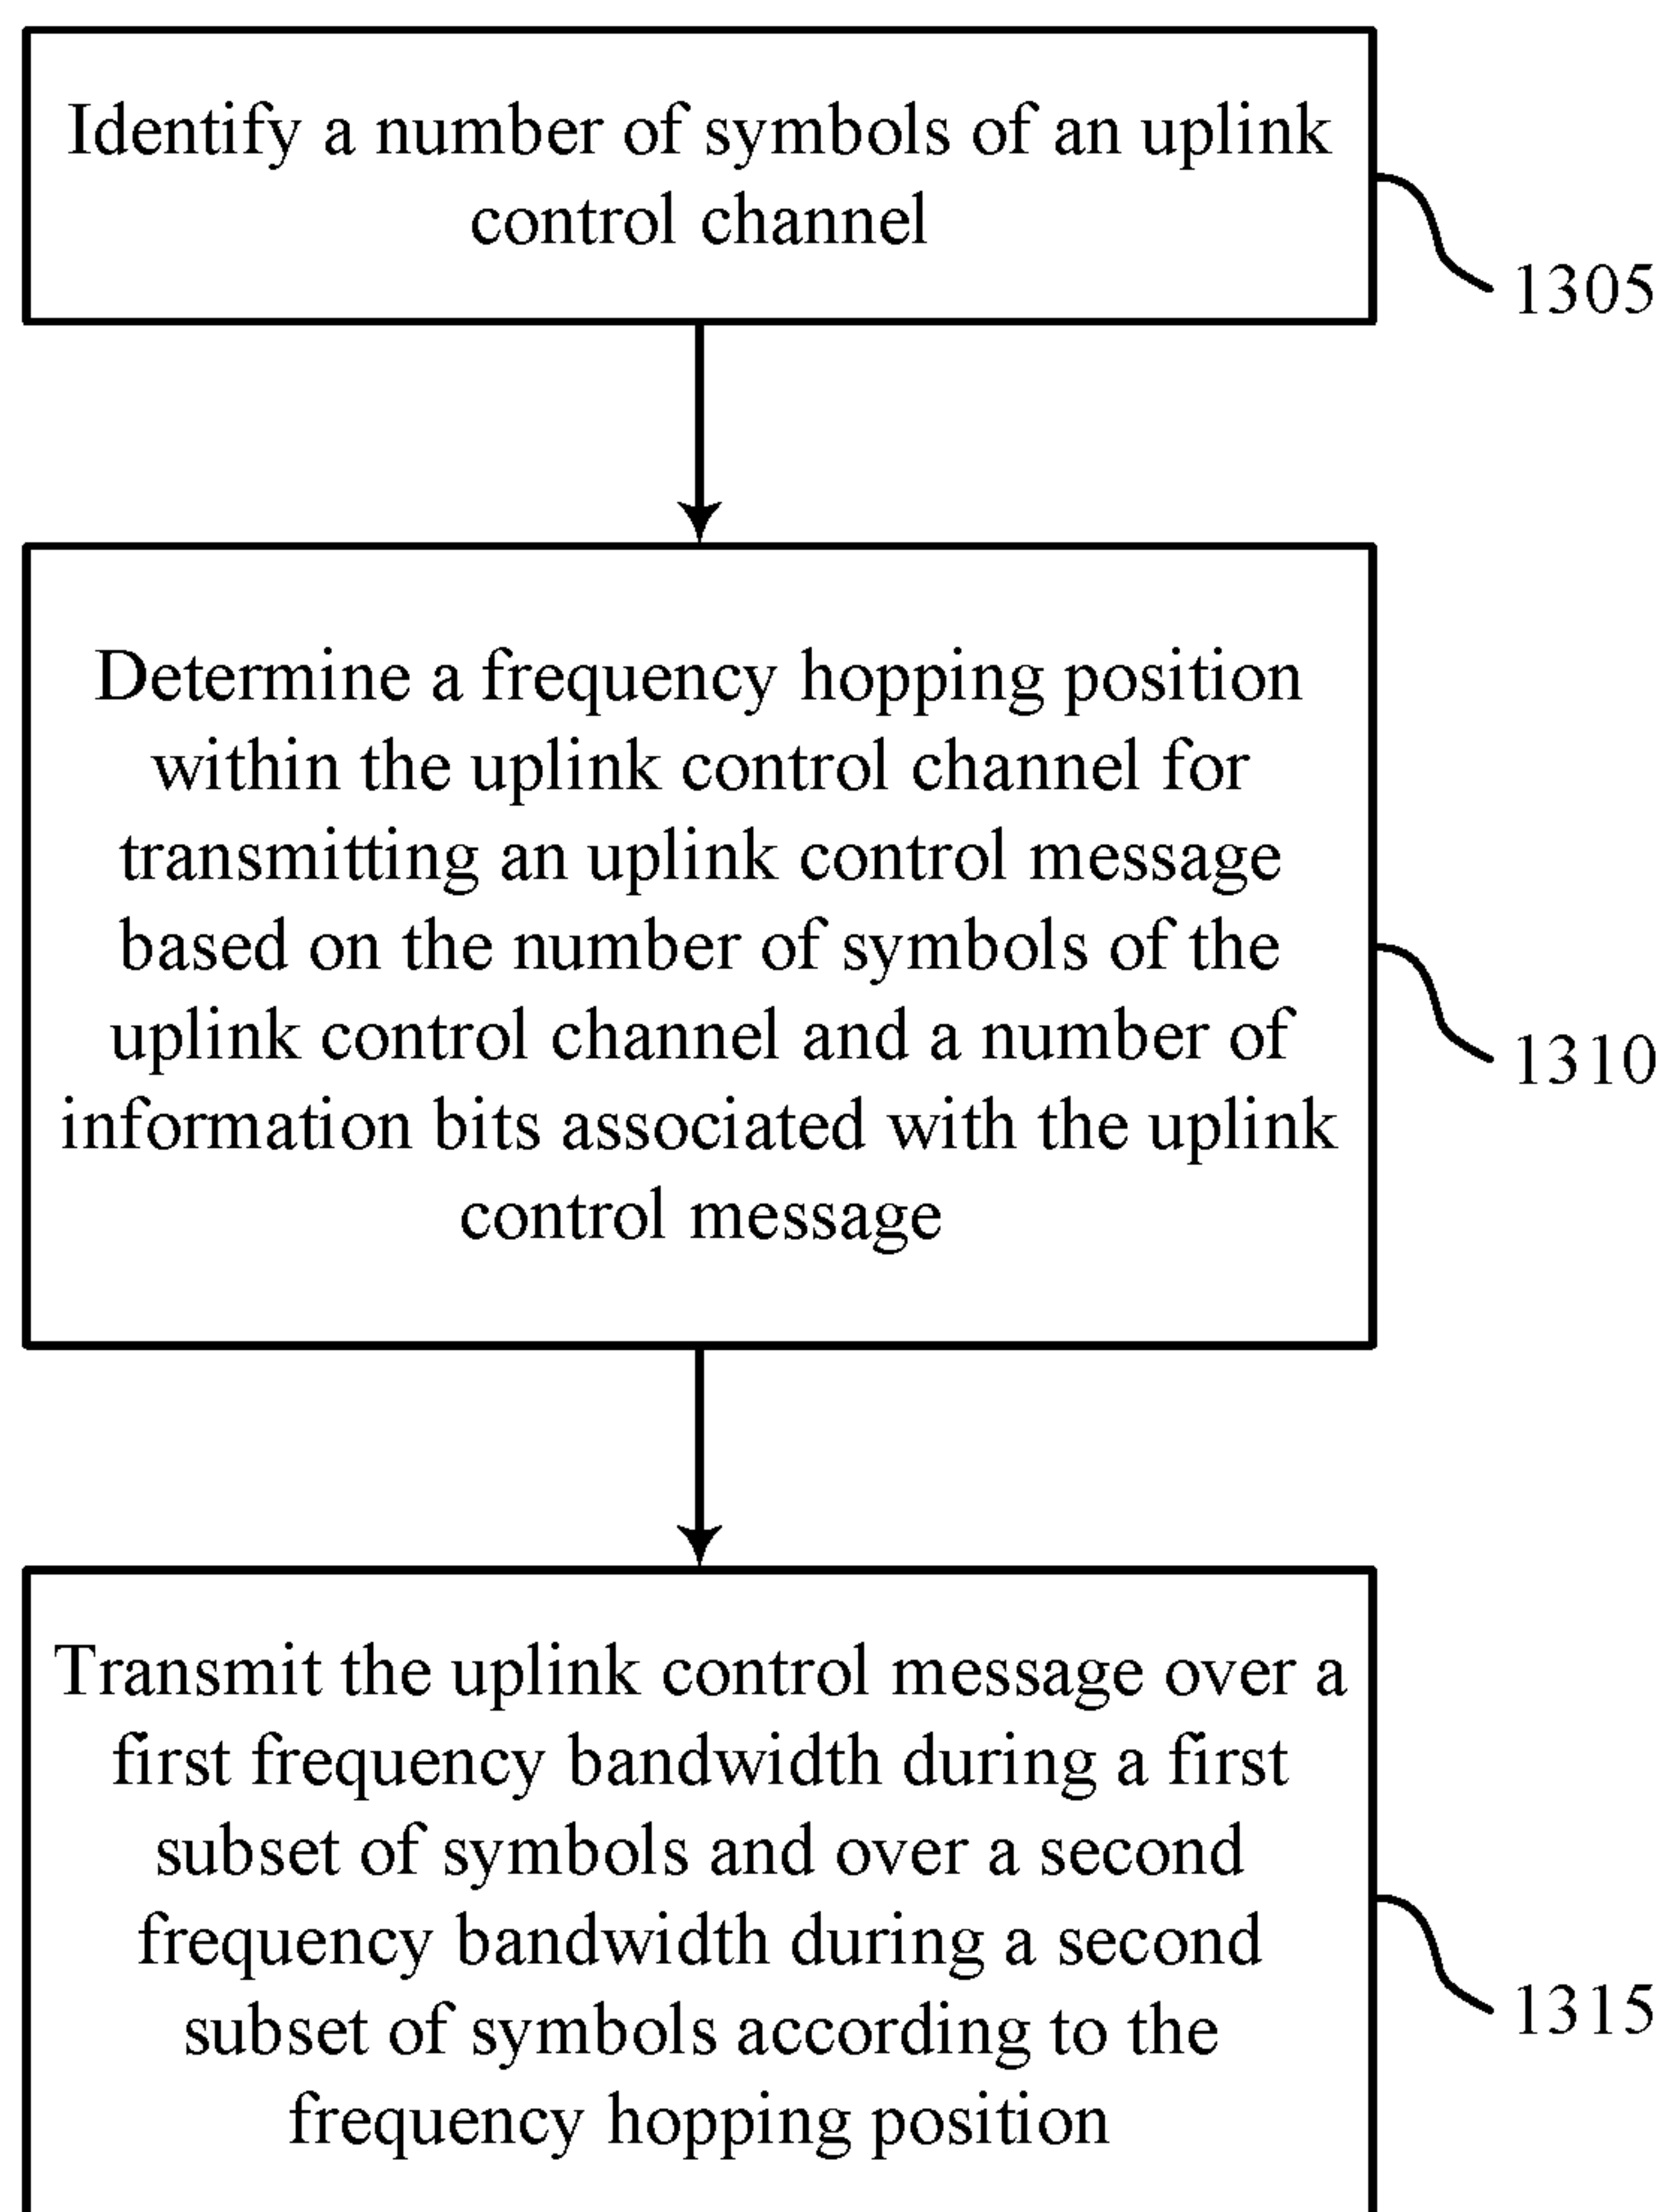 Identify a number of symbols of an uplink
control channel
1305
Determine a frequency hopping position
within the uplink control channel for
transmitting an uplink control message
based on the number of symbols of the
uplink control channel and a number of
information bits associated with the uplink
control message
1310
Transmit the uplink control message over a
first frequency bandwidth during a first
subset of symbols and over a second
frequency bandwidth during a second
subset of symbols according to the
frequency hopping position
1315